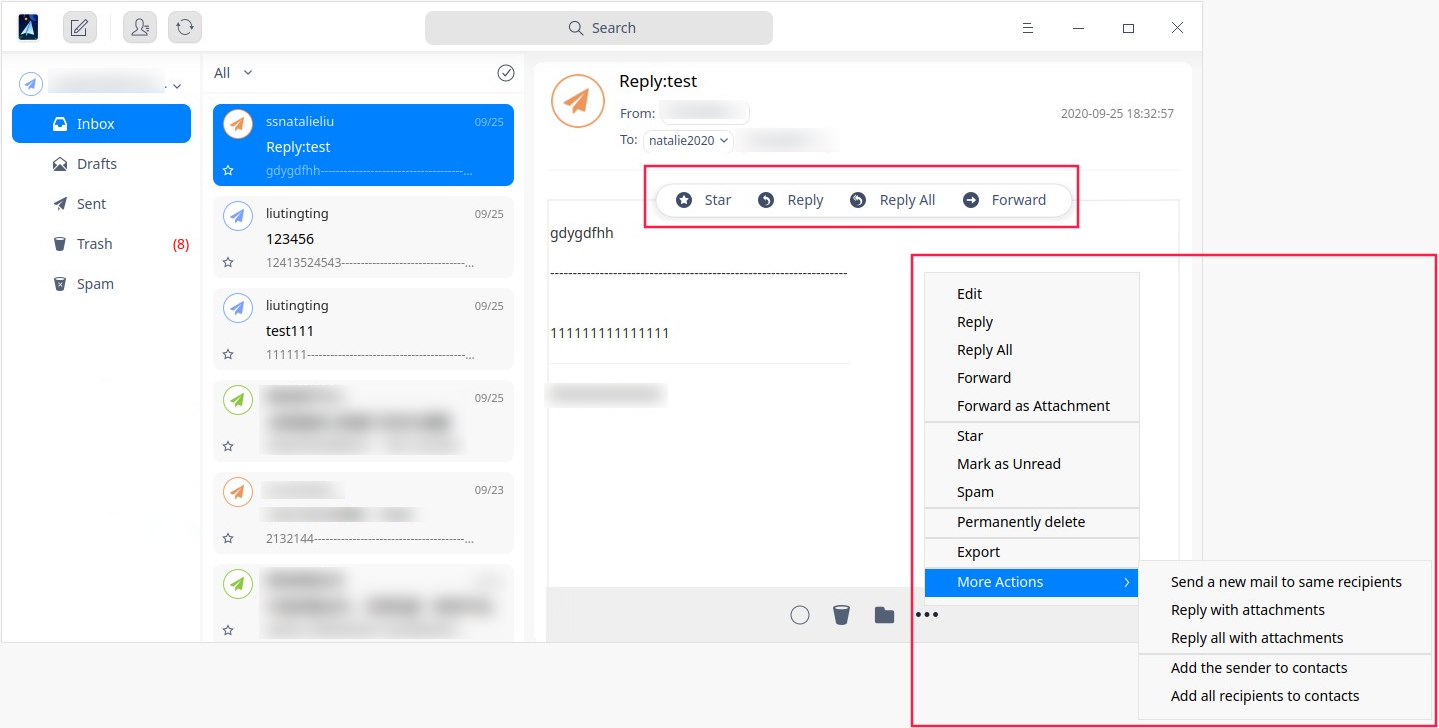 Search
Inbox
Drafts
Sent
Trash (8)
Spam
All
ssnatalieliu 09/25
Reply:test
gdygdfhh---------------------------------------...
liutingting 09/25
123456
12413524543----------------------------------...
liutingting 09/25
test111
111111------------------------------------------...
09/25
09/23
2132144----------------------------------------...
Reply:test
From:
2020-09-25 18:32:57
To: natalie2020
Star Reply Reply All Forward
gdygdfhh
------------------------------------------------------------------
111111111111111
Edit
Reply
Reply All
Forward
Forward as Attachment
Star
Mark as Unread
Spam
Permanently delete
Export
More Actions
Send a new mail to same recipients
Reply with attachments
Reply all with attachments
Add the sender to contacts
Add all recipients to contacts